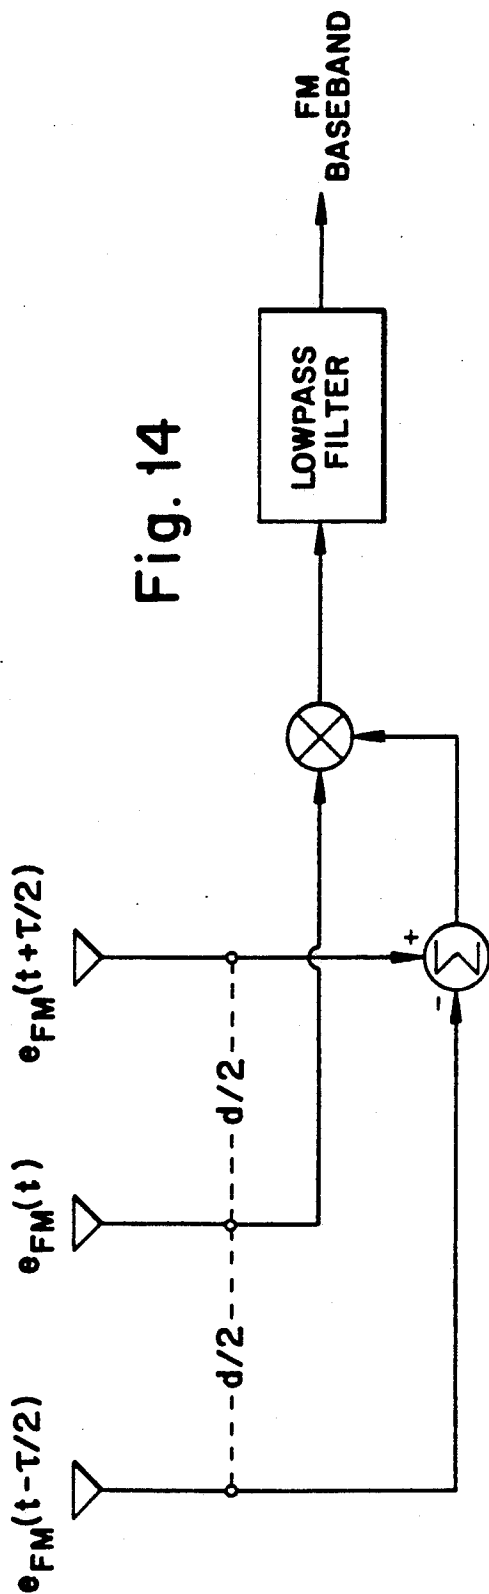 Fig. 14
e_FM(t-τ/2)
e_FM(t)
e_FM(t+τ/2)
d/2
d/2
-
+
Σ
LOWPASS
FILTER
FM
BASEBAND